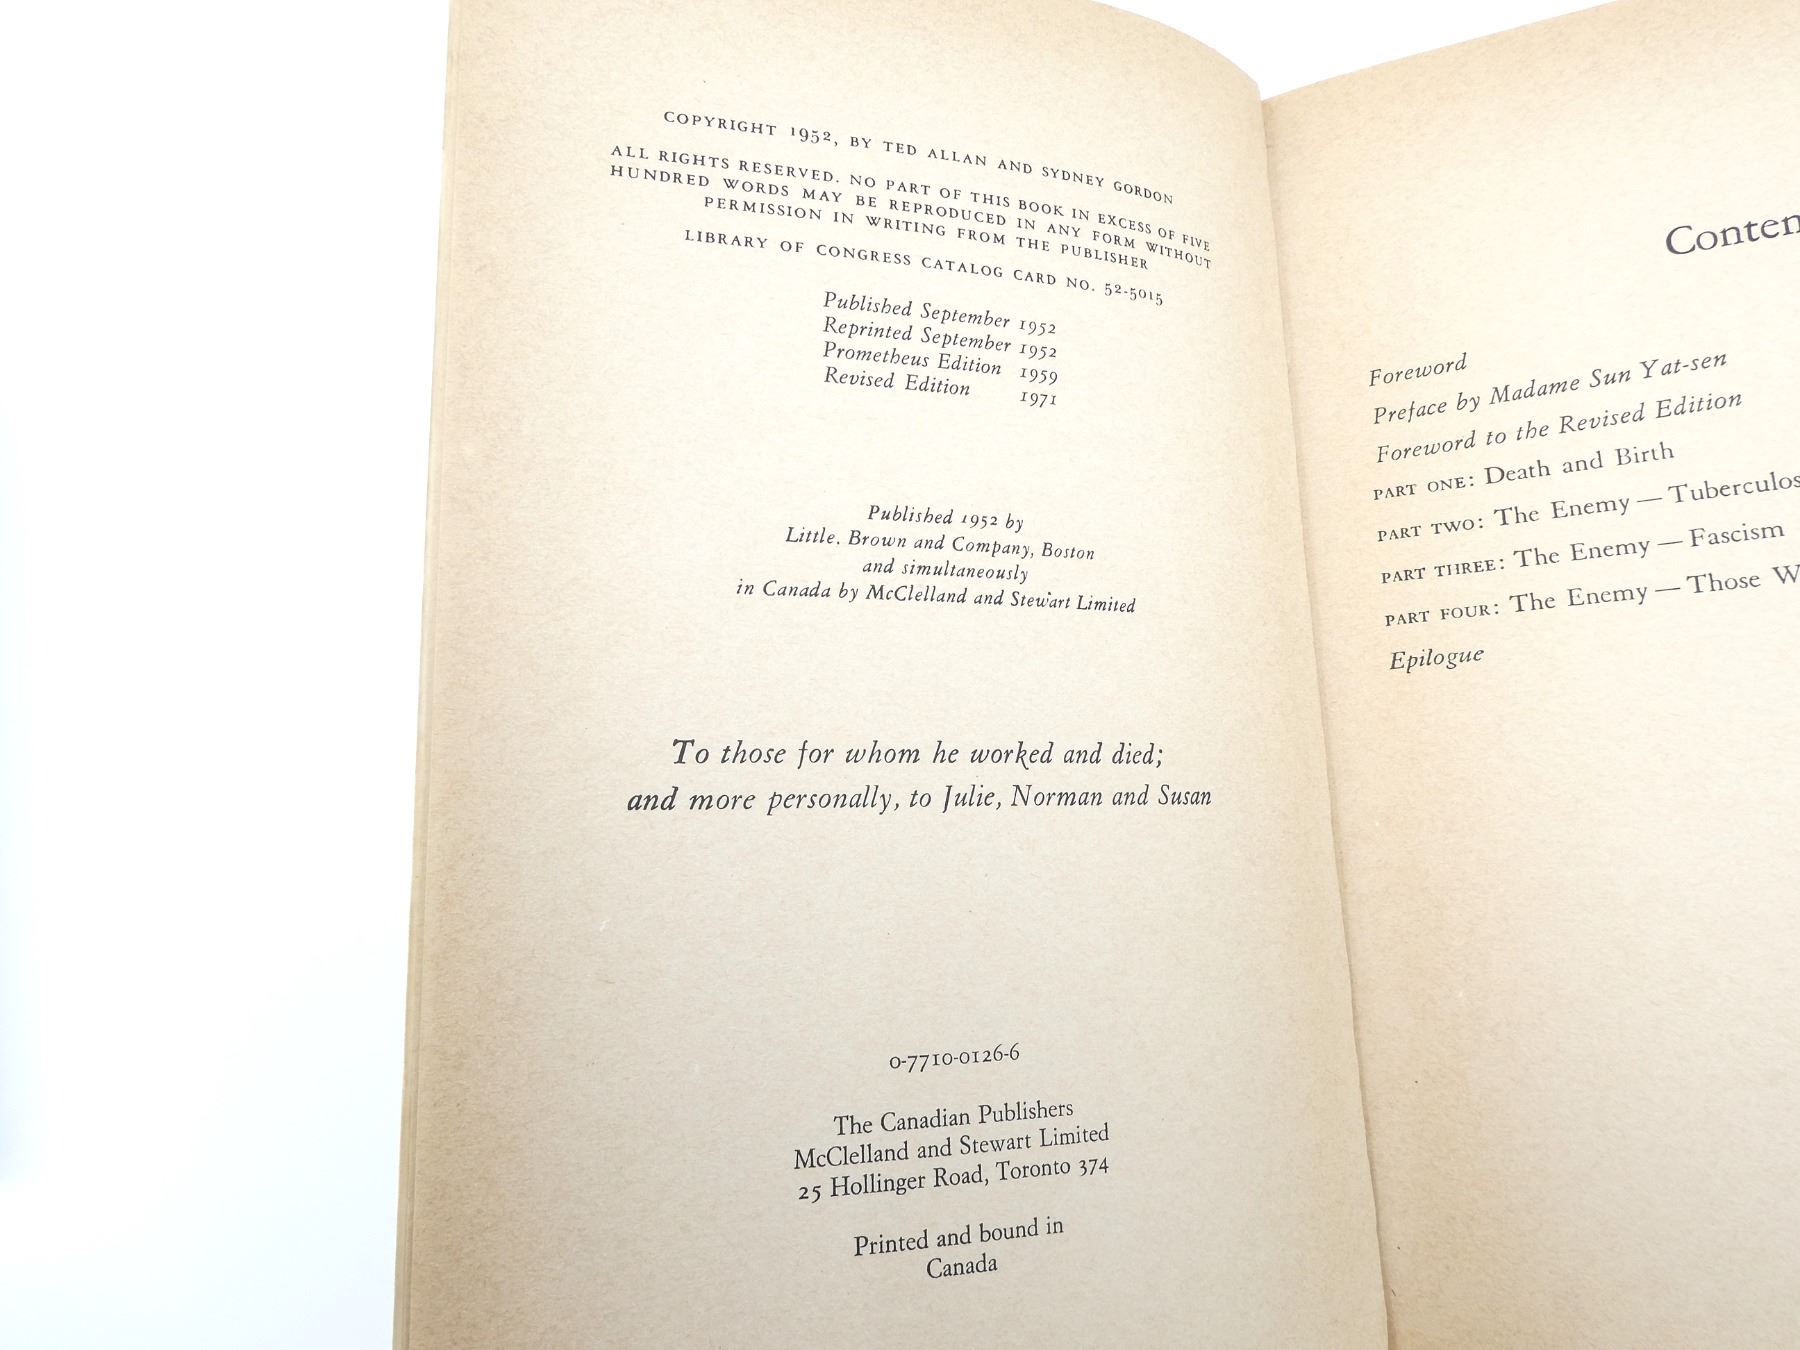 COPYRIGHT 1952, BY TED ALLAN AND SYDNEY GORDON
ALL RIGHTS RESERVED. NO PART OF THIS BOOK IN EXCESS OF FIVE
HUNDRED WORDS MAY BE REPRODUCED IN ANY FORM WITHOUT
PERMISSION IN WRITING FROM THE PUBLISHER
LIBRARY OF CONGRESS CATALOG CARD NO. 52-5015
Published September 1952
Reprinted September 1952
Prometheus Edition 1959
Revised Edition 1971
Published 1952 by
Little, Brown and Company, Boston
and simultaneously
in Canada by McClelland and Stewart Limited
To those for whom he worked and died;
and more personally, to Julie, Norman and Susan
0-7710-0126-6
The Canadian Publishers
McClelland and Stewart Limited
25 Hollinger Road, Toronto 374
Printed and bound in
Canada
Conten
Foreword
Preface by Madame Sun Yat-sen
Foreword to the Revised Edition
PART ONE: Death and Birth
PART TWO: The Enemy — Tuberculos
PART THREE: The Enemy — Fascism
PART FOUR: The Enemy — Those W
Epilogue